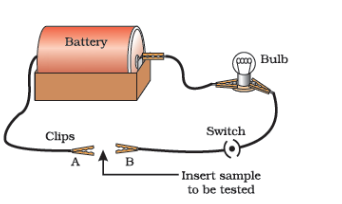 Battery
Bulb
Clips
Switch
A
B
Insert sample
to be tested